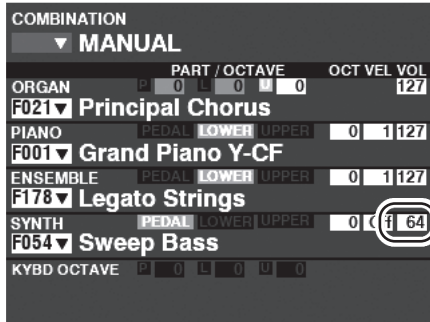 COMBINATION
▼ MANUAL
PART / OCTAVE OCT VEL VOL
ORGAN P 0 L 0 U 0 127
F021▼ Principal Chorus
PIANO PEDAL LOWER UPPER 0 1 127
F001▼ Grand Piano Y-CF
ENSEMBLE PEDAL LOWER UPPER 0 1 127
F178▼ Legato Strings
SYNTH PEDAL LOWER UPPER 0 64
F054▼ Sweep Bass
KYBD OCTAVE P 0 L 0 U 0